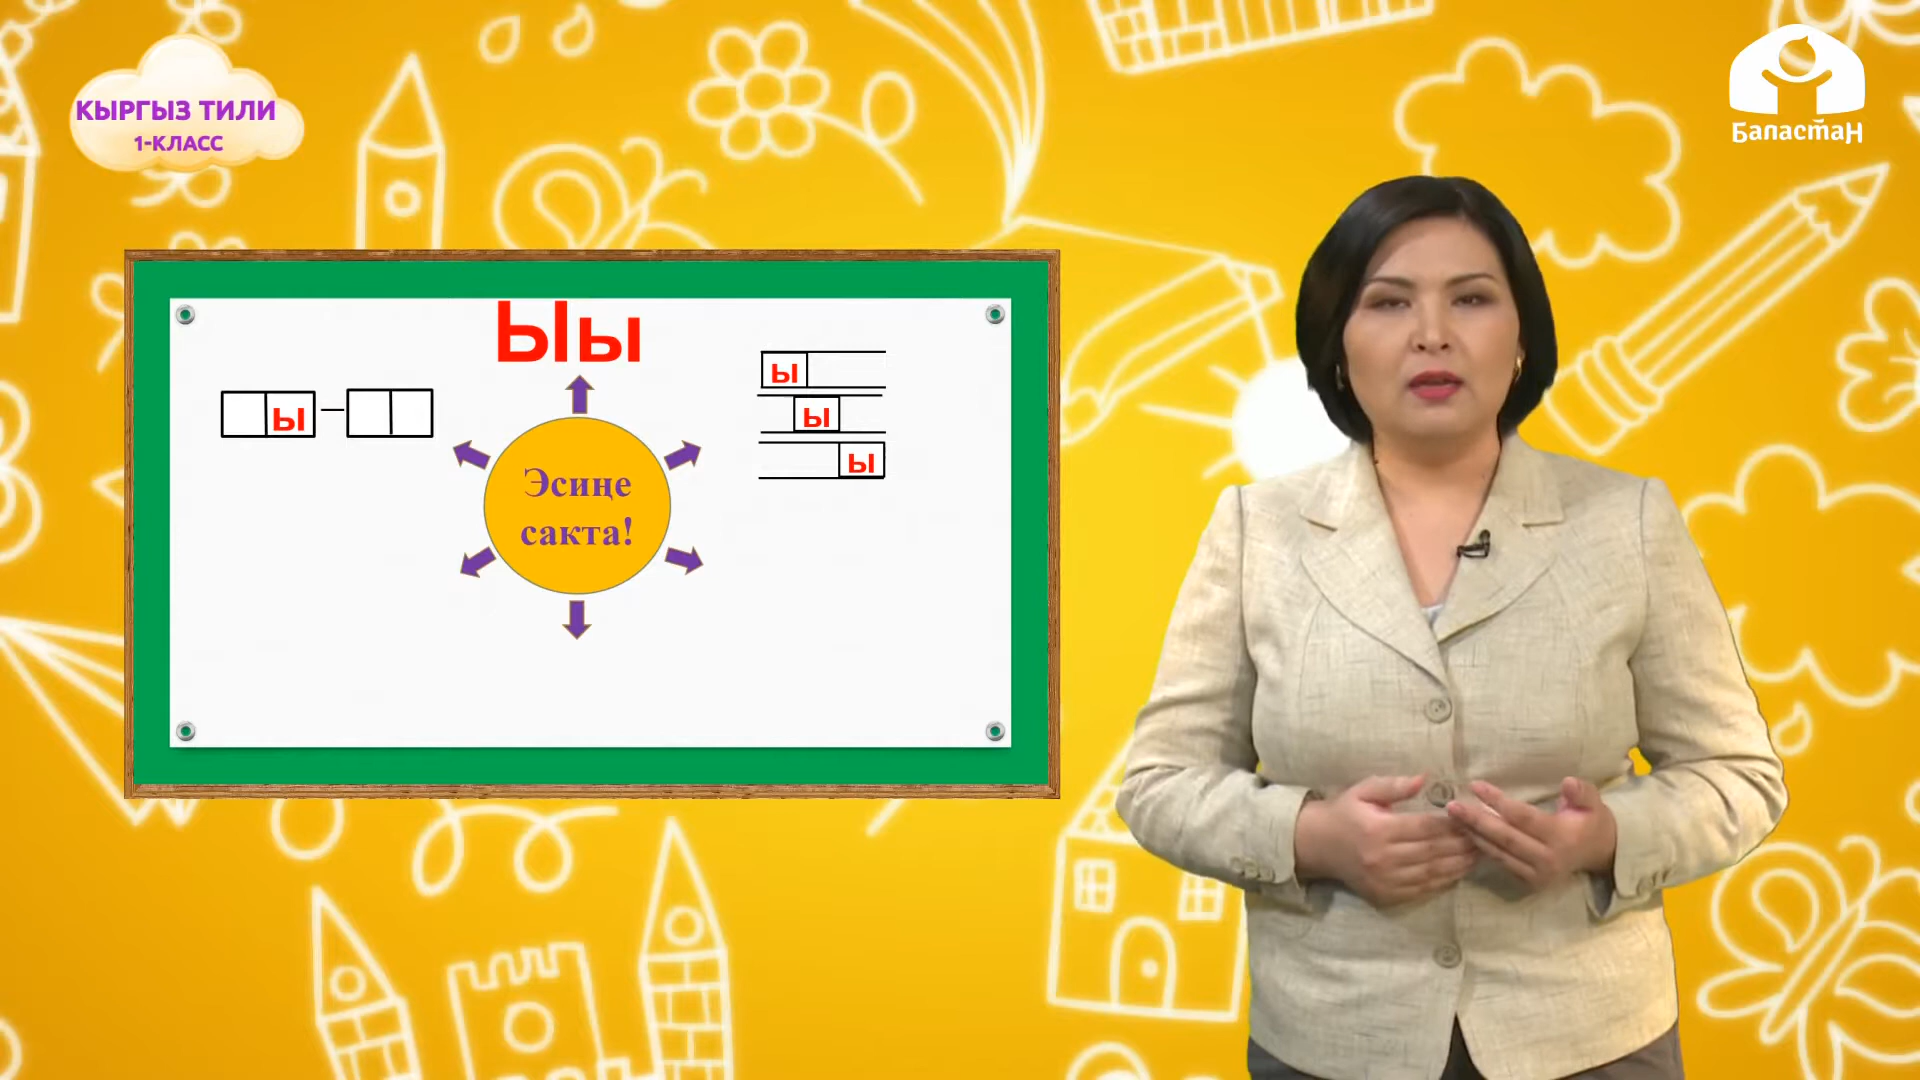 КЫРГЫЗ ТИЛИ
1-КЛАСС
Баластан
Ыы
ы
ы
ы
ы
Эсиңе
сакта!